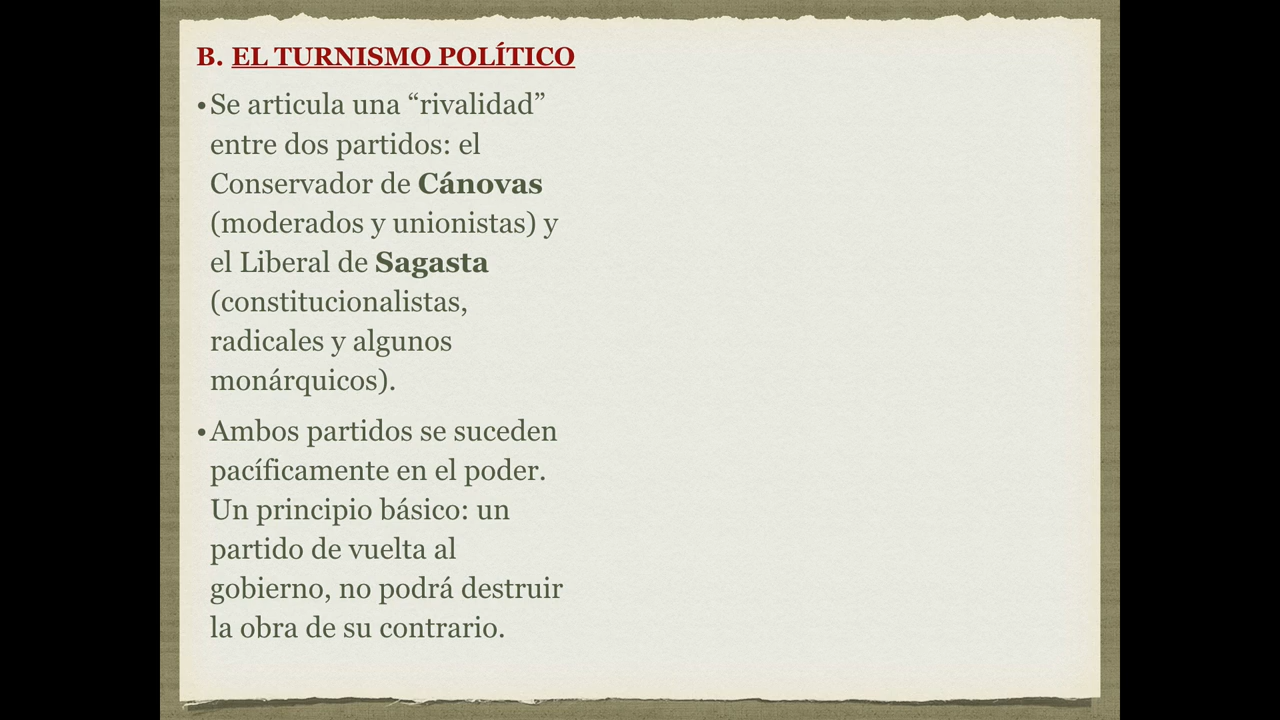 B. EL TURNISMO POLÍTICO
•Se articula una “rivalidad”
entre dos partidos: el
Conservador de Cánovas
(moderados y unionistas) y
el Liberal de Sagasta
(constitucionalistas,
radicales y algunos
monárquicos).
•Ambos partidos se suceden
pacíficamente en el poder.
Un principio básico: un
partido de vuelta al
gobierno, no podrá destruir
la obra de su contrario.